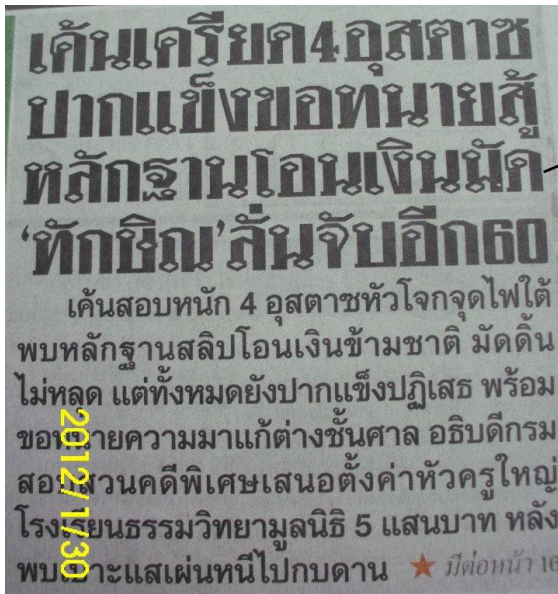 เค้นเครียด4อุสตาซ
ปากแข็งขอทนายสู้
หลักฐานโอนเงินมัด
‘ทักษิณ’ลั่นจับอีก60
เค้นสอบหนัก 4 อุสตาซหัวโจกจุดไฟใต้
พบหลักฐานสลิปโอนเงินข้ามชาติ มัดดิ้น
ไม่หลุด แต่ทั้งหมดยังปากแข็งปฏิเสธ พร้อม
ขอทนายความมาแก้ต่างชั้นศาล อธิบดีกรม
สอบสวนคดีพิเศษเสนอตั้งค่าหัวครูใหญ่
โรงเรียนธรรมวิทยามูลนิธิ 5 แสนบาท หลัง
พบเบาะแสเผ่นหนีไปกบดาน ★ มีต่อหน้า 16
2012/1/30